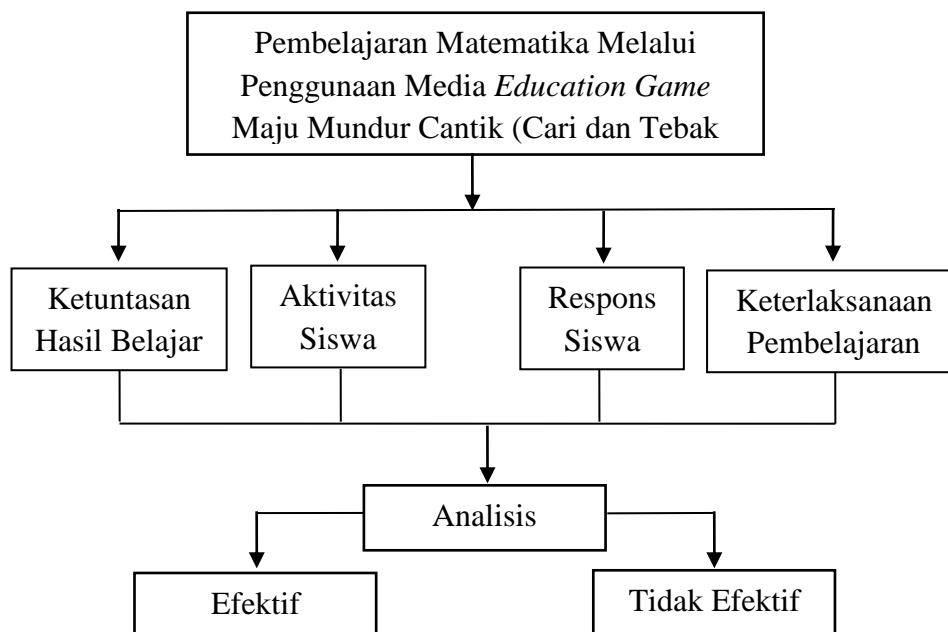 Pembelajaran Matematika Melalui
Penggunaan Media Education Game
Maju Mundur Cantik (Cari dan Tebak
Ketuntasan
Hasil Belajar
Aktivitas
Siswa
Respons
Siswa
Keterlaksanaan
Pembelajaran
Analisis
Efektif
Tidak Efektif